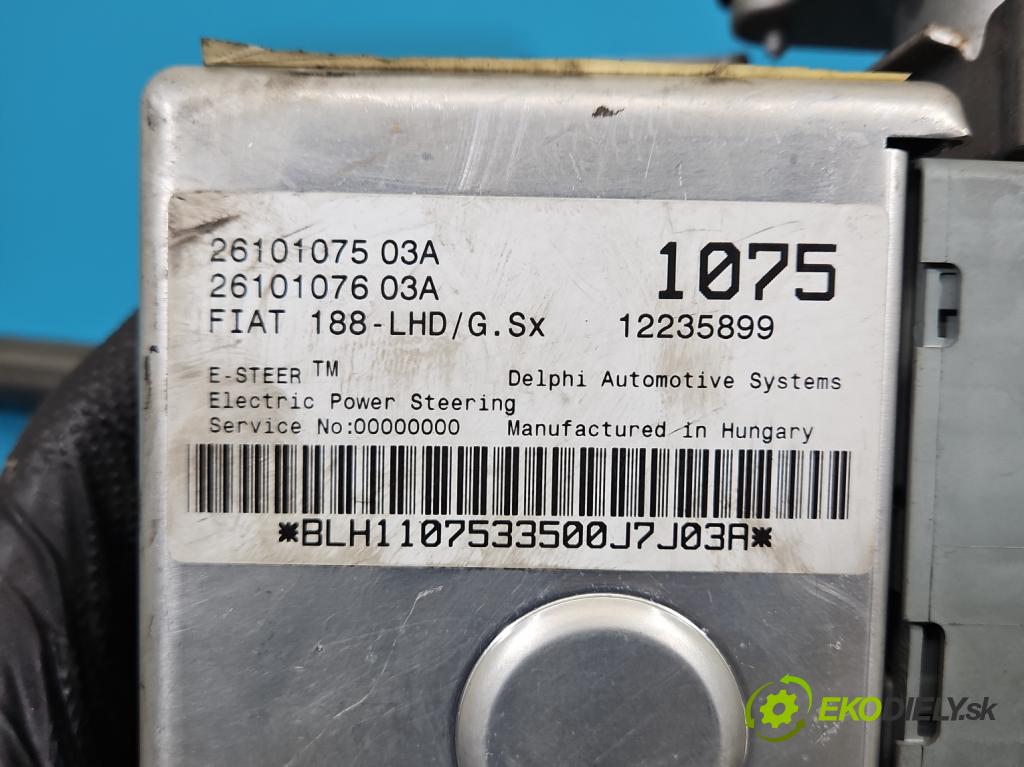 26101075 03A 1075
26101076 03A
FIAT 188-LHD/G.Sx 12235899
E-STEER TM Delphi Automotive Systems
Electric Power Steering
Service No:00000000 Manufactured in Hungary
*BLH1107533500J7J03A*
EKODIELY.sk